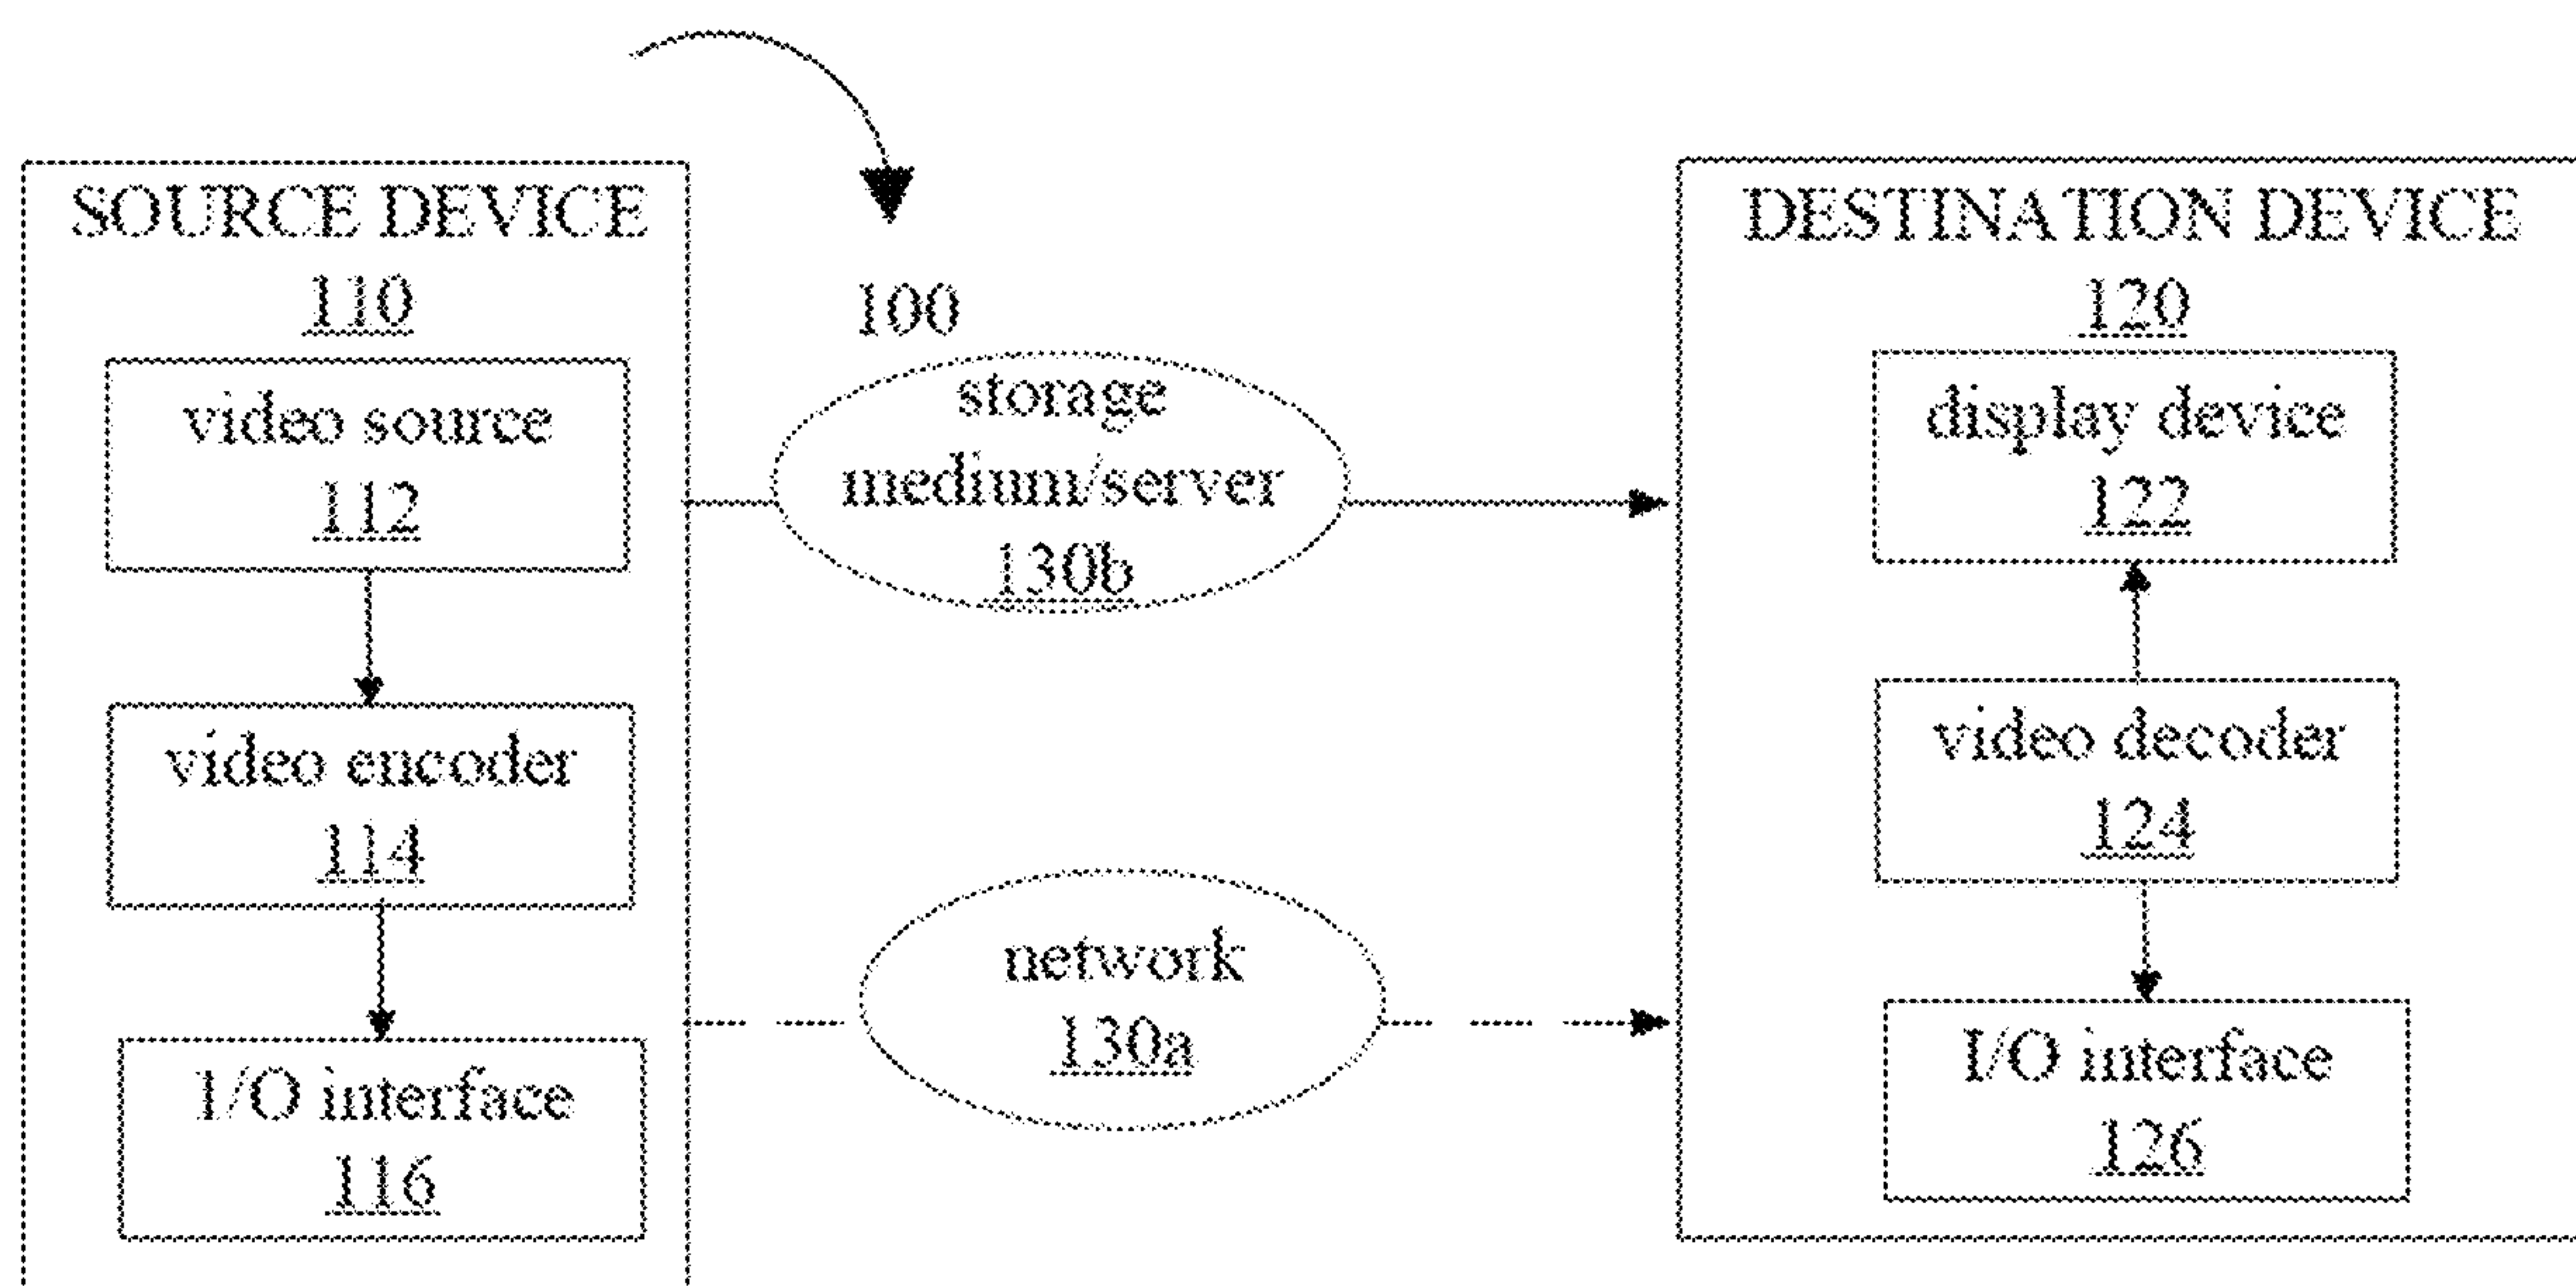 SOURCE DEVICE
110
video source
112
video encoder
114
I/O interface
116
100
storage
medium/server
130b
network
130a
DESTINATION DEVICE
120
display device
122
video decoder
124
I/O interface
126